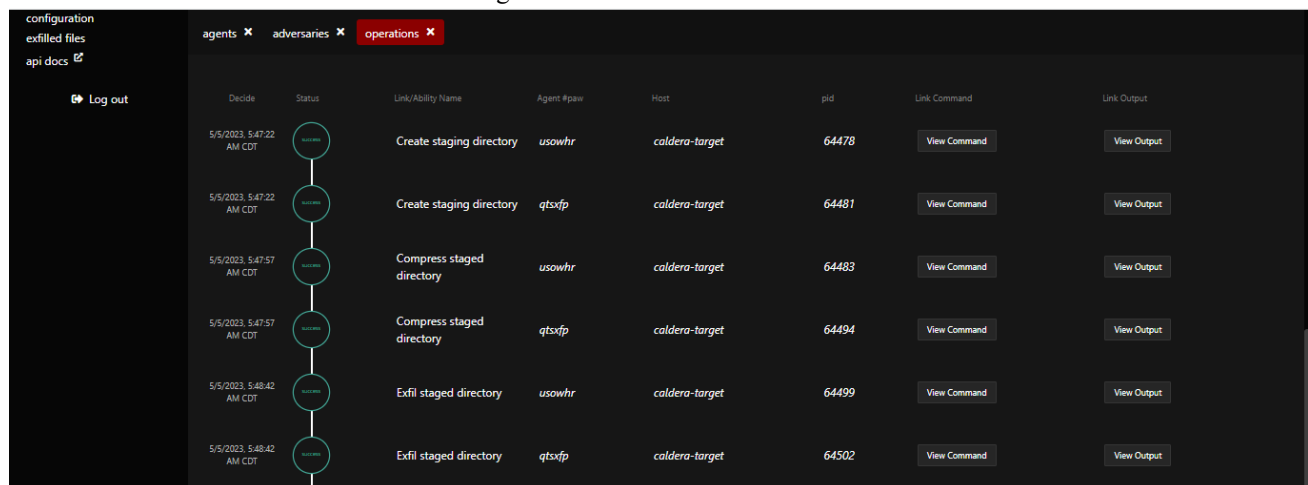 configuration
exfilled files
api docs
Log out
agents ✖ adversaries ✖ operations ✖
Decide Status Link/Ability Name Agent #paw Host pid Link Command Link Output
5/5/2023, 5:47:22
AM CDT
SUCCESS Create staging directory usowhr caldera-target 64478 View Command View Output
5/5/2023, 5:47:22
AM CDT
SUCCESS Create staging directory qtsxfp caldera-target 64481 View Command View Output
5/5/2023, 5:47:57
AM CDT
SUCCESS Compress staged
directory usowhr caldera-target 64483 View Command View Output
5/5/2023, 5:47:57
AM CDT
SUCCESS Compress staged
directory qtsxfp caldera-target 64494 View Command View Output
5/5/2023, 5:48:42
AM CDT
SUCCESS Exfil staged directory usowhr caldera-target 64499 View Command View Output
5/5/2023, 5:48:42
AM CDT
SUCCESS Exfil staged directory qtsxfp caldera-target 64502 View Command View Output